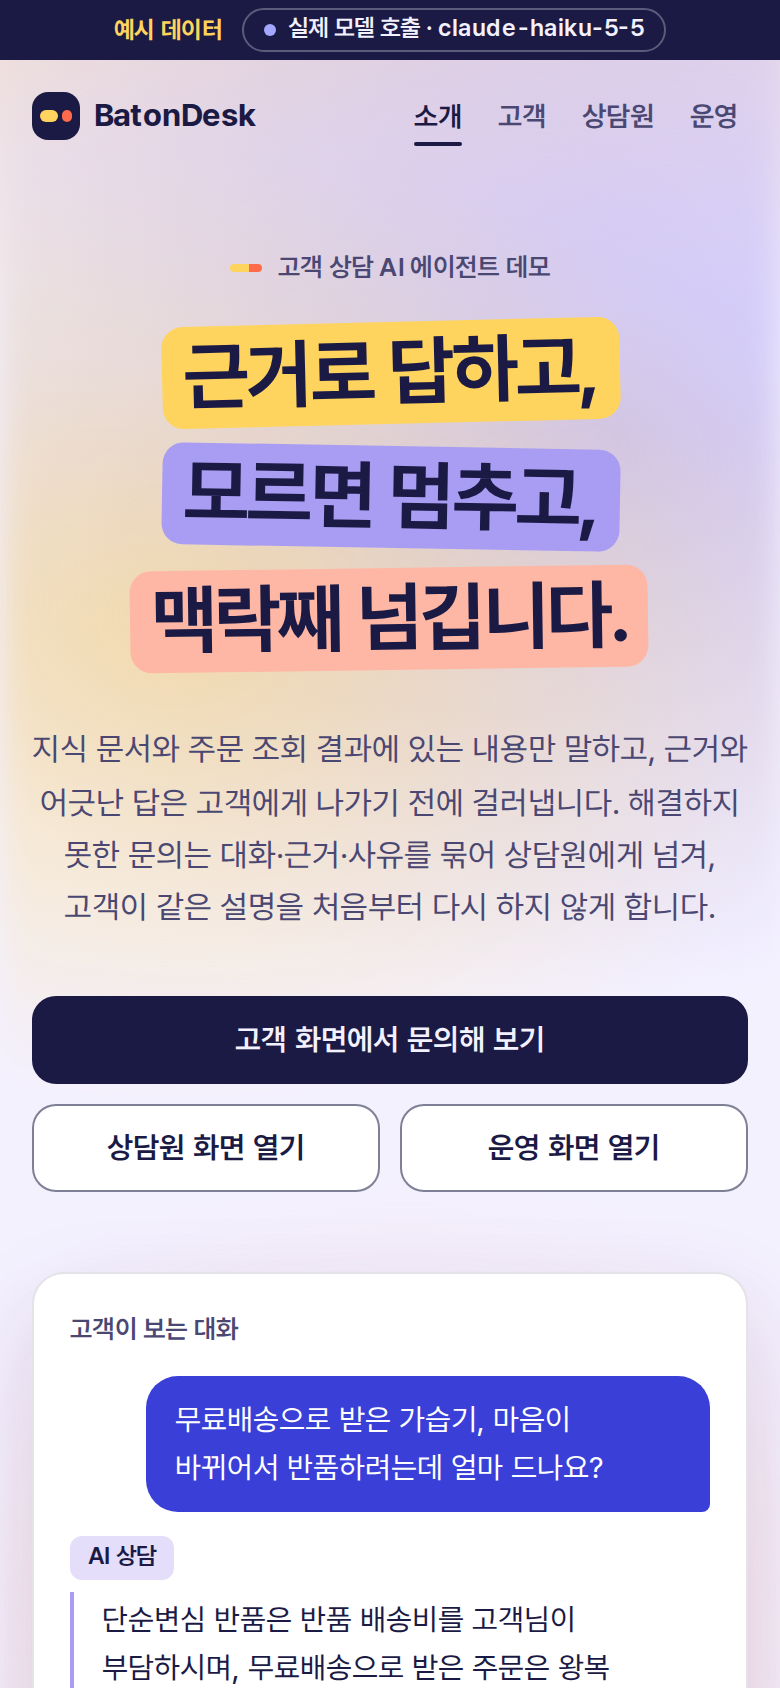 예시 데이터
실제 모델 호출 · claude-haiku-5-5
BatonDesk
소개 고객 상담원 운영
고객 상담 AI 에이전트 데모
근거로 답하고,
모르면 멈추고,
맥락째 넘깁니다.
지식 문서와 주문 조회 결과에 있는 내용만 말하고, 근거와
어긋난 답은 고객에게 나가기 전에 걸러냅니다. 해결하지
못한 문의는 대화·근거·사유를 묶어 상담원에게 넘겨,
고객이 같은 설명을 처음부터 다시 하지 않게 합니다.
고객 화면에서 문의해 보기
상담원 화면 열기
운영 화면 열기
고객이 보는 대화
무료배송으로 받은 가습기, 마음이
바뀌어서 반품하려는데 얼마 드나요?
AI 상담
단순변심 반품은 반품 배송비를 고객님이
부담하시며, 무료배송으로 받은 주문은 왕복